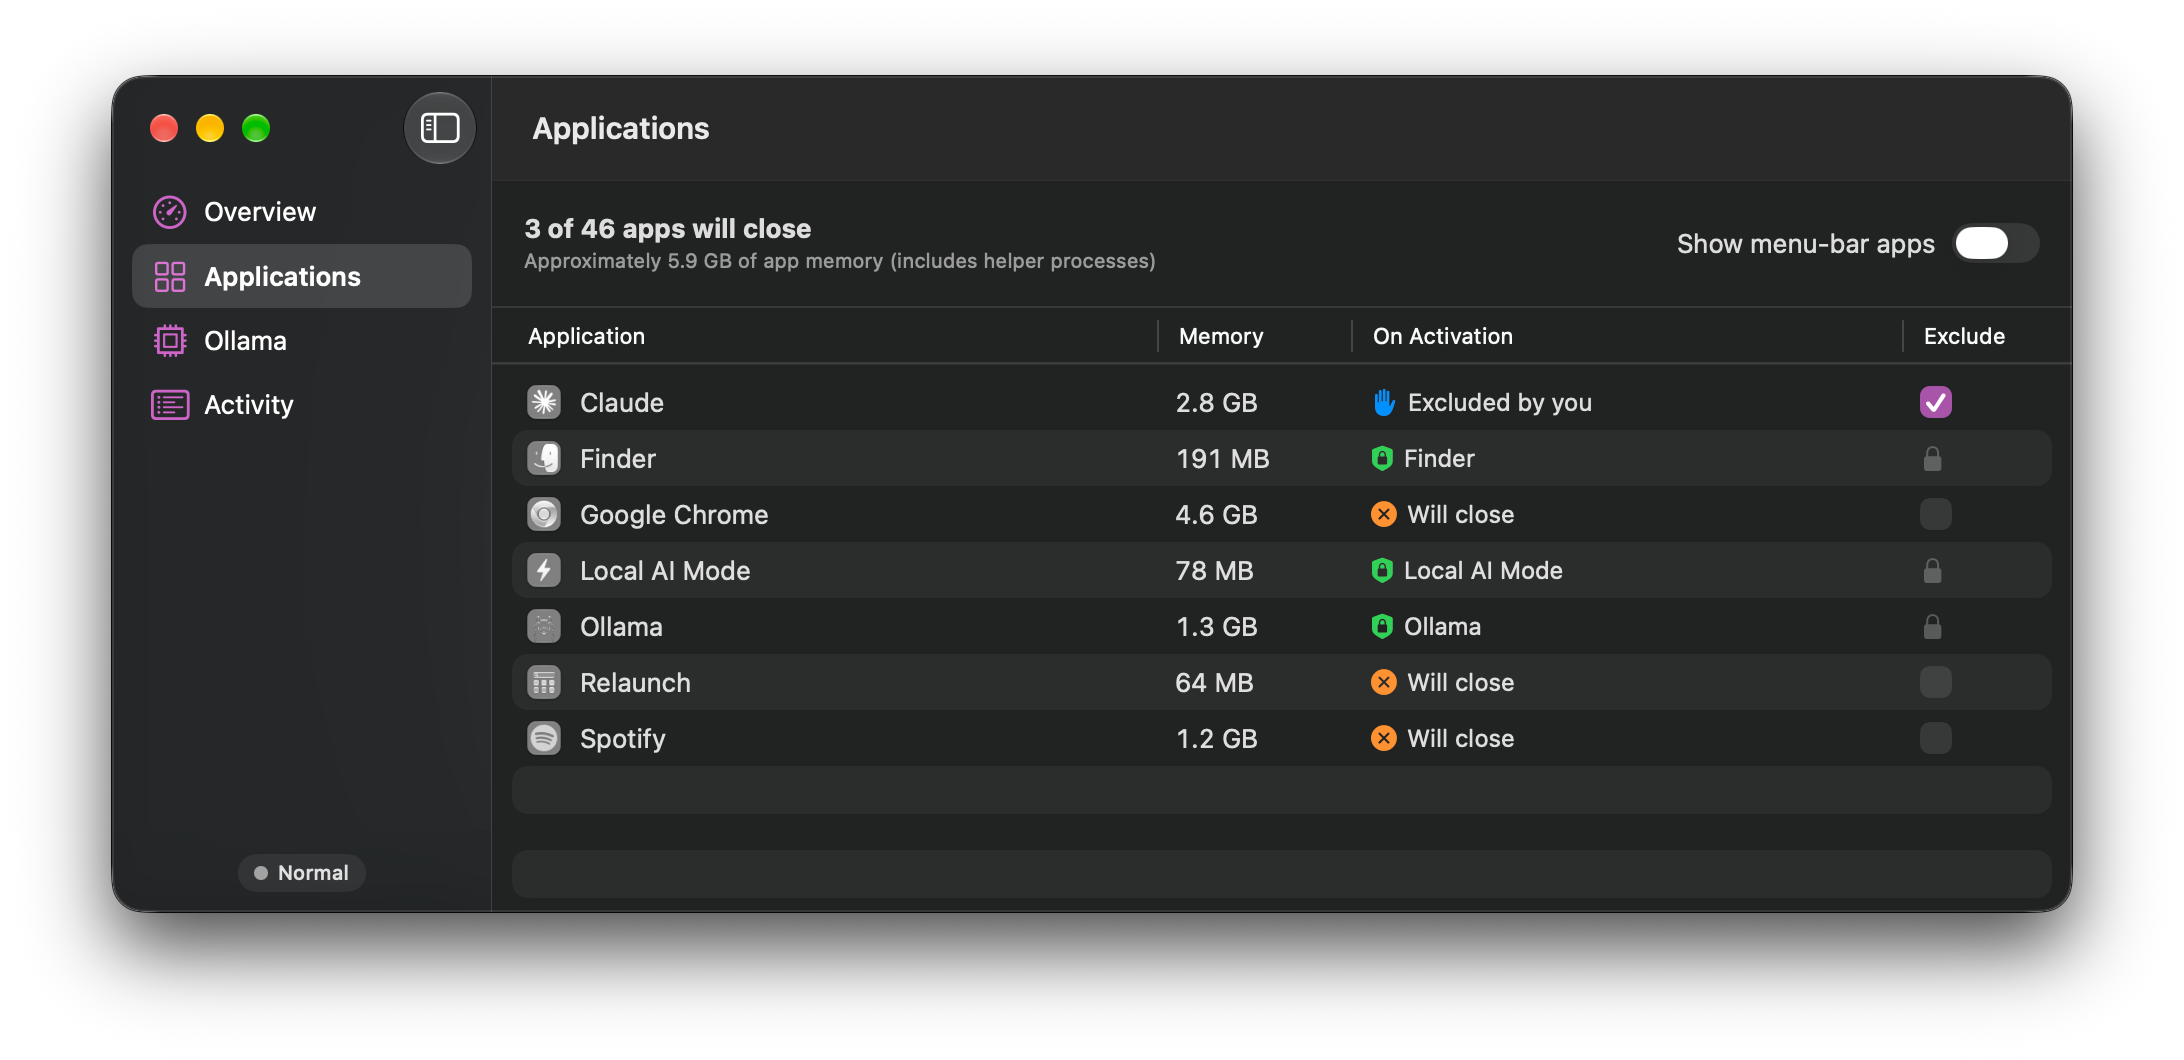 Applications
Overview
Applications
Ollama
Activity
Normal
3 of 46 apps will close
Approximately 5.9 GB of app memory (includes helper processes)
Show menu-bar apps
Application Memory On Activation Exclude
Claude 2.8 GB Excluded by you
Finder 191 MB Finder
Google Chrome 4.6 GB Will close
Local AI Mode 78 MB Local AI Mode
Ollama 1.3 GB Ollama
Relaunch 64 MB Will close
Spotify 1.2 GB Will close